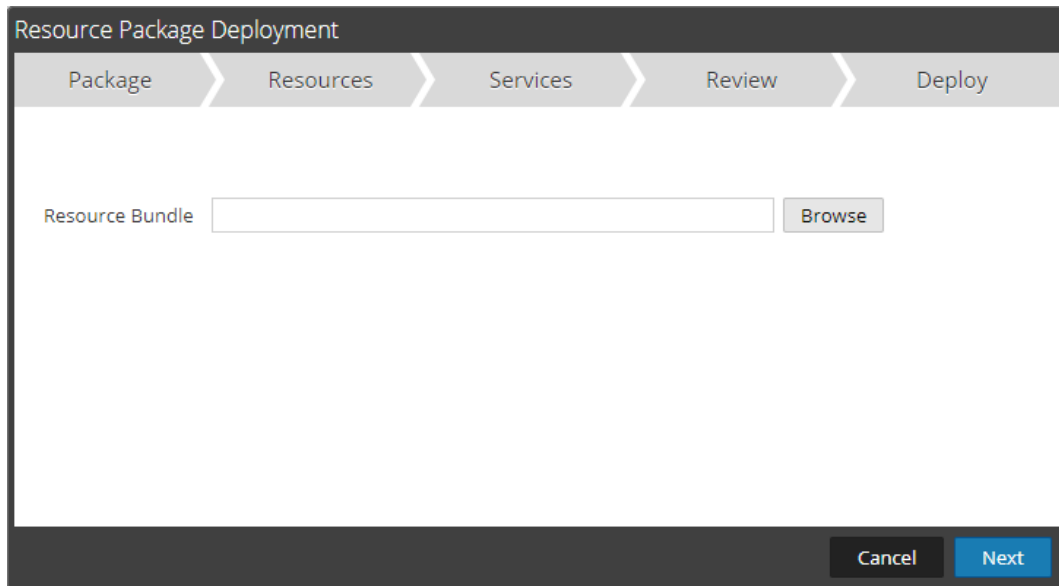 Resource Package Deployment
Package Resources Services Review Deploy
Resource Bundle Browse
Cancel Next